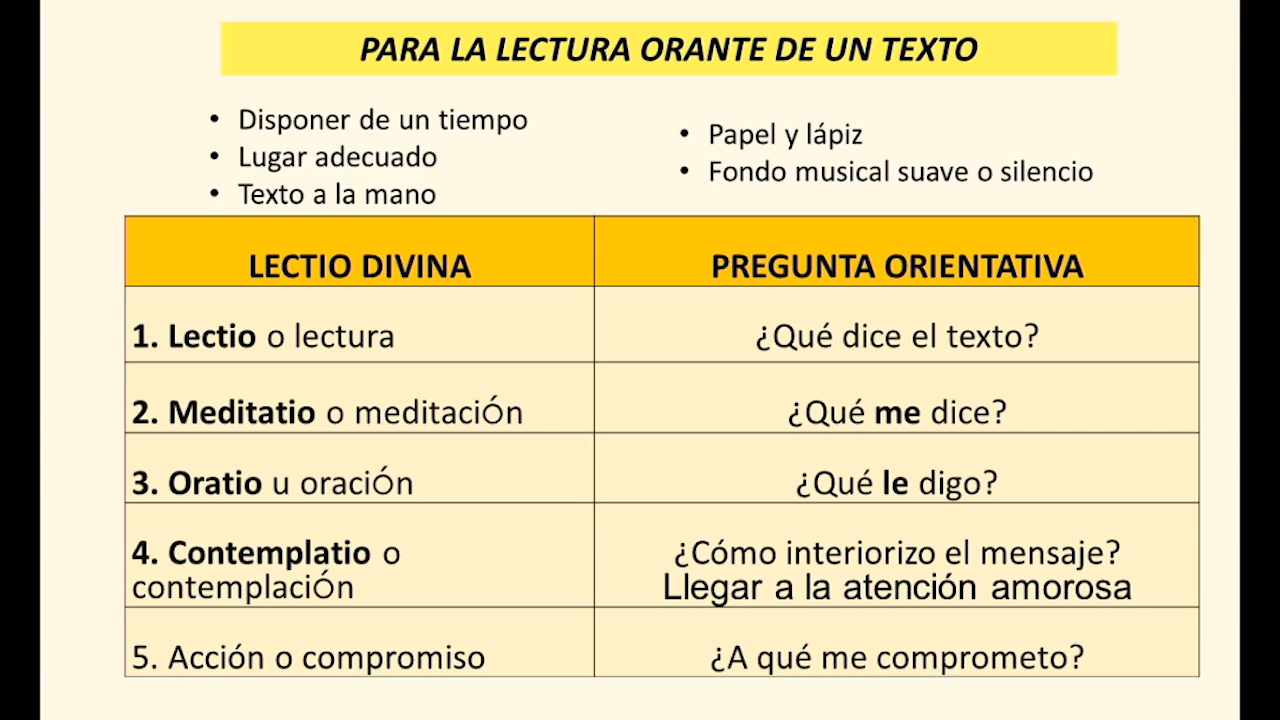 PARA LA LECTURA ORANTE DE UN TEXTO
• Disponer de un tiempo
• Lugar adecuado
• Texto a la mano
• Papel y lápiz
• Fondo musical suave o silencio
LECTIO DIVINA
PREGUNTA ORIENTATIVA
1. Lectio o lectura
¿Qué dice el texto?
2. Meditatio o meditaciÓn
¿Qué me dice?
3. Oratio u oraciÓn
¿Qué le digo?
4. Contemplatio o
contemplaciÓn
¿Cómo interiorizo el mensaje?
Llegar a la atención amorosa
5. Acción o compromiso
¿A qué me comprometo?